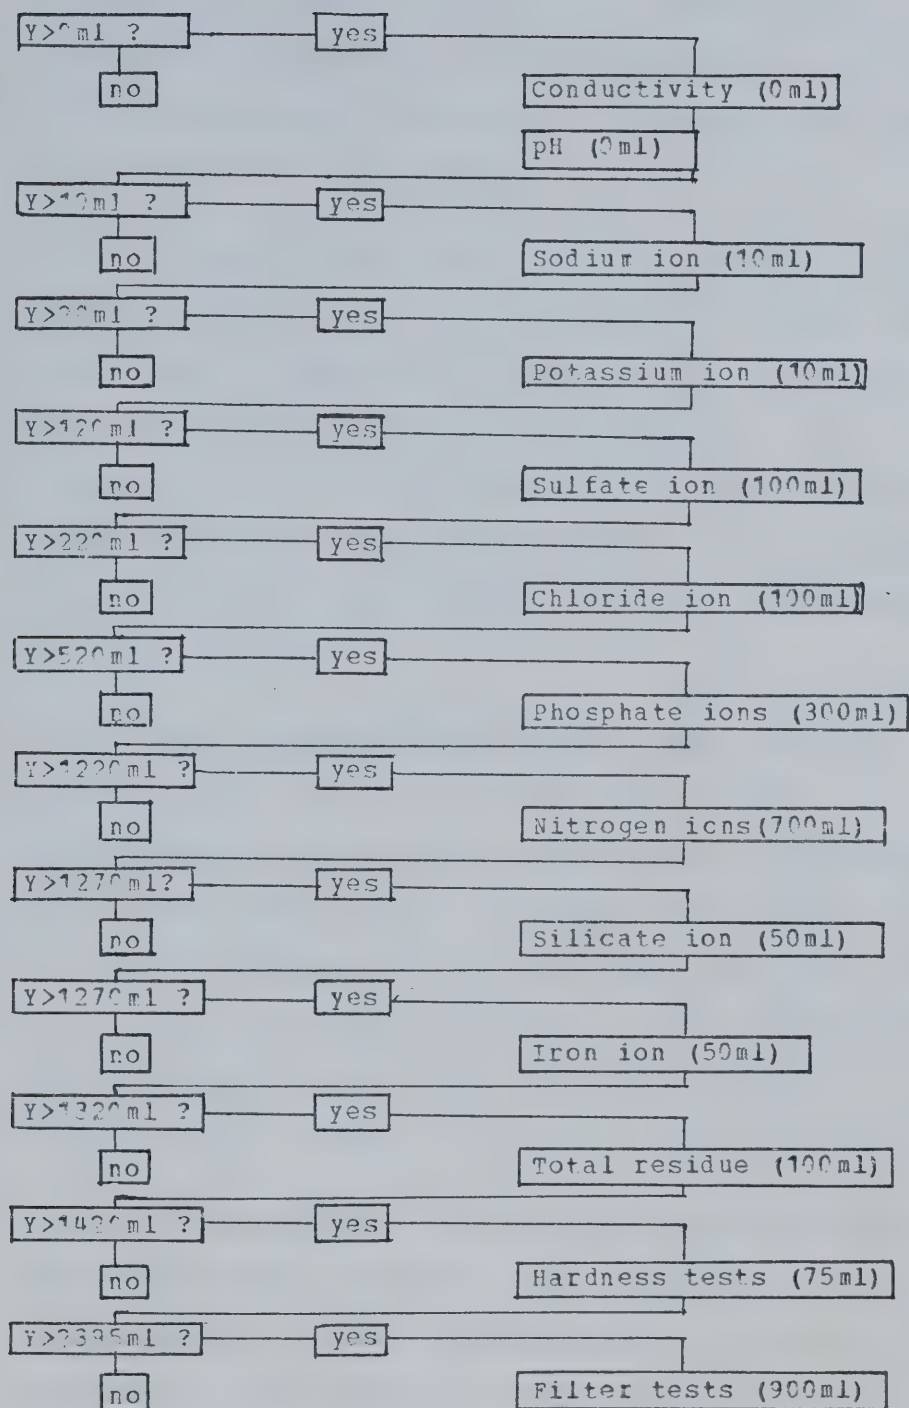 Y>0ml ?
yes
no
Conductivity (0ml)
pH (0ml)
Y>10ml ?
yes
no
Sodium ion (10ml)
Y>20ml ?
yes
no
Potassium ion (10ml)
Y>120ml ?
yes
no
Sulfate ion (100ml)
Y>220ml ?
yes
no
Chloride ion (100ml)
Y>520ml ?
yes
no
Phosphate ions (300ml)
Y>1220ml ?
yes
no
Nitrogen icns(700ml)
Y>1270ml?
yes
no
Silicate ion (50ml)
Y>1270ml ?
yes
no
Iron ion (50ml)
Y>1320ml ?
yes
no
Total residue (100ml)
Y>1420ml ?
yes
no
Hardness tests (75ml)
Y>2395ml ?
yes
no
Filter tests (900ml)